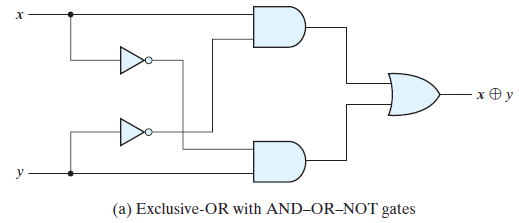 x
x ⊕ y
y
(a) Exclusive-OR with AND–OR–NOT gates